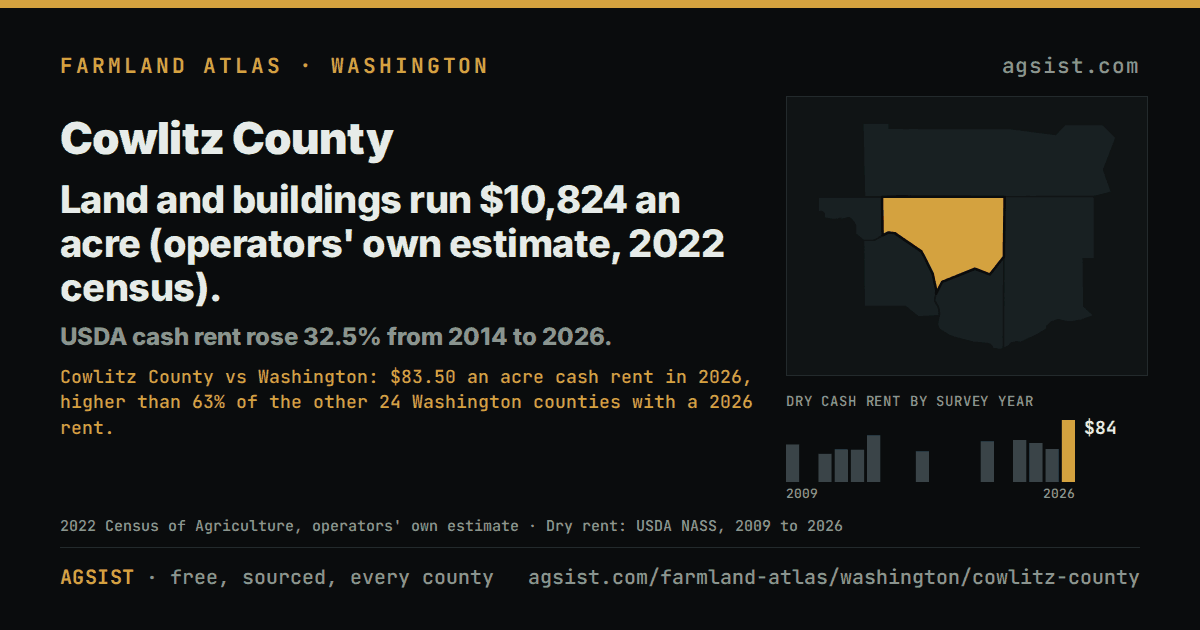 FARMLAND ATLAS · WASHINGTON
agsist.com
Cowlitz County
Land and buildings run $10,824 an
acre (operators' own estimate, 2022
census).
USDA cash rent rose 32.5% from 2014 to 2026.
Cowlitz County vs Washington: $83.50 an acre cash rent in 2026,
higher than 63% of the other 24 Washington counties with a 2026
rent.
DRY CASH RENT BY SURVEY YEAR
$84
2009
2026
2022 Census of Agriculture, operators' own estimate · Dry rent: USDA NASS, 2009 to 2026
AGSIST · free, sourced, every county
agsist.com/farmland-atlas/washington/cowlitz-county